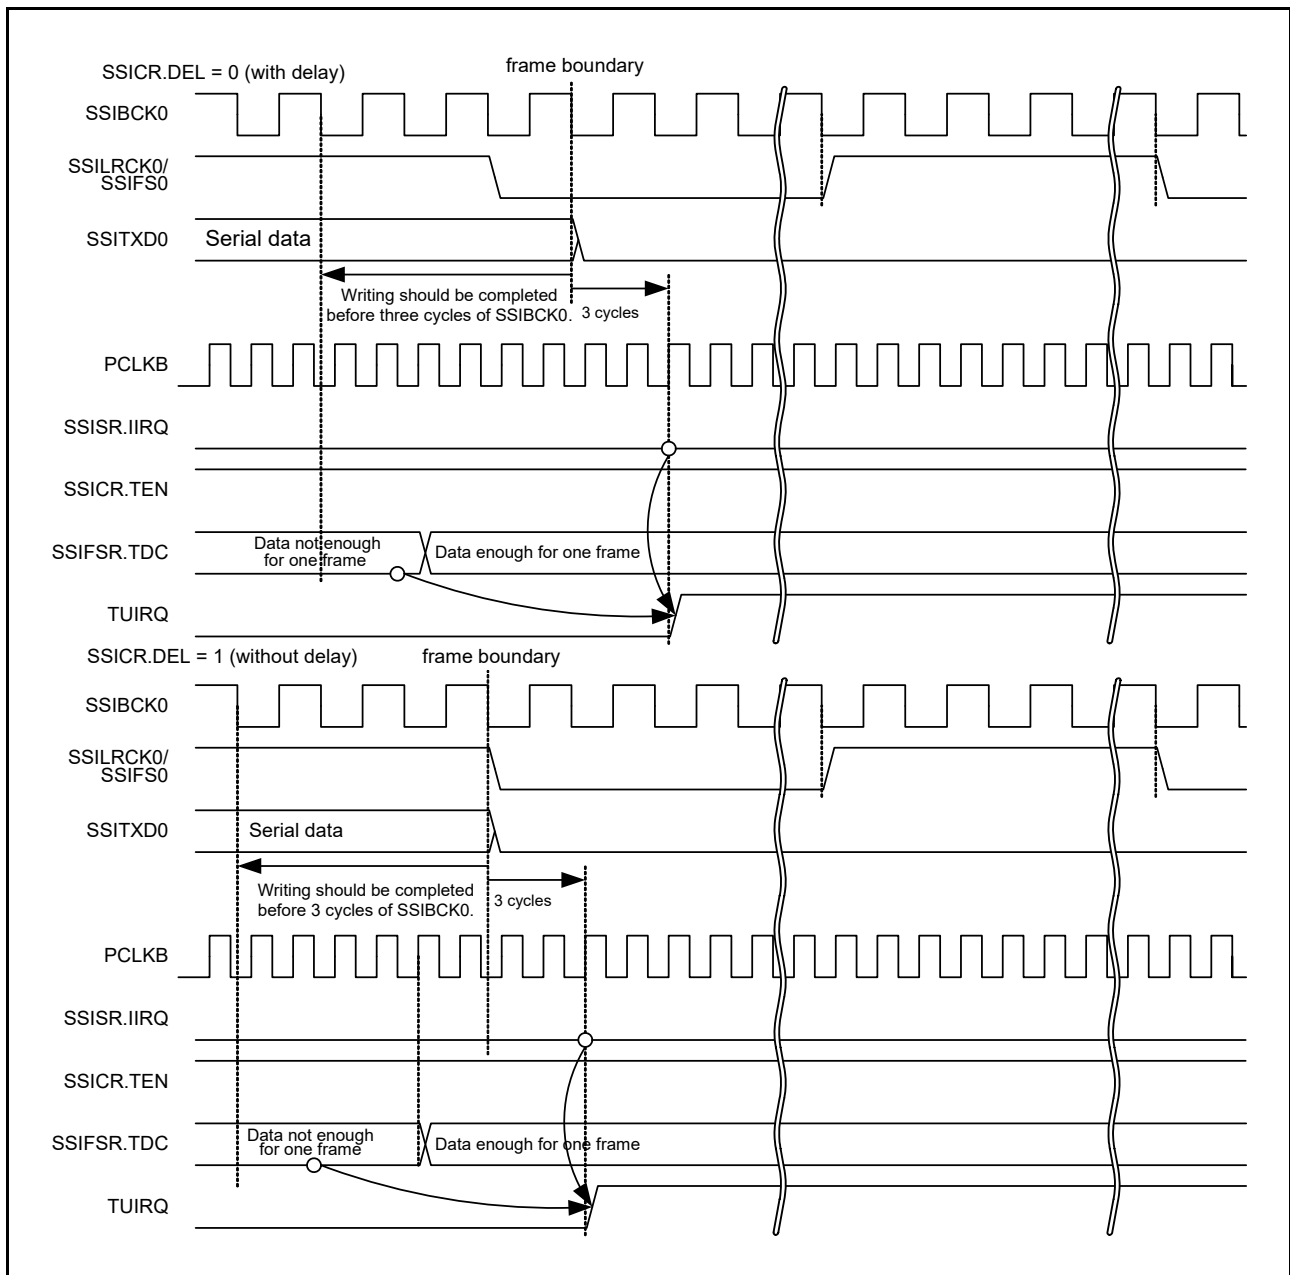 SSICR.DEL = 0 (with delay)
frame boundary
SSIBCK0
SSILRCK0/
SSIFS0
SSITXD0
Serial data
Writing should be completed
before three cycles of SSIBCK0.
3 cycles
PCLKB
SSISR.IIRQ
SSICR.TEN
SSIFSR.TDC
Data not enough
for one frame
Data enough for one frame
TUIRQ
SSICR.DEL = 1 (without delay)
frame boundary
SSIBCK0
SSILRCK0/
SSIFS0
SSITXD0
Serial data
Writing should be completed
before 3 cycles of SSIBCK0.
3 cycles
PCLKB
SSISR.IIRQ
SSICR.TEN
SSIFSR.TDC
Data not enough
for one frame
Data enough for one frame
TUIRQ